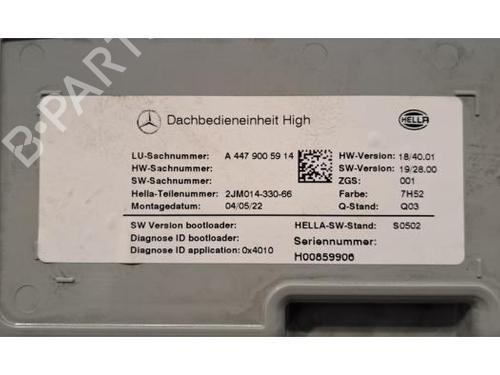 Dachbedieneinheit High
HELLA
LU-Sachnummer: A 447 900 59 14
HW-Sachnummer:
SW-Sachnummer:
Hella-Teilenummer: 2JM014-330-66
Montagedatum: 04/05/22
HW-Version: 18/40.01
SW-Version: 19/28.00
ZGS: 001
Farbe: 7H52
Q-Stand: Q03
SW Version bootloader:
Diagnose ID bootloader:
Diagnose ID application: 0x4010
HELLA-SW-Stand: S0502
Seriennummer:
H00859906
B-Parts